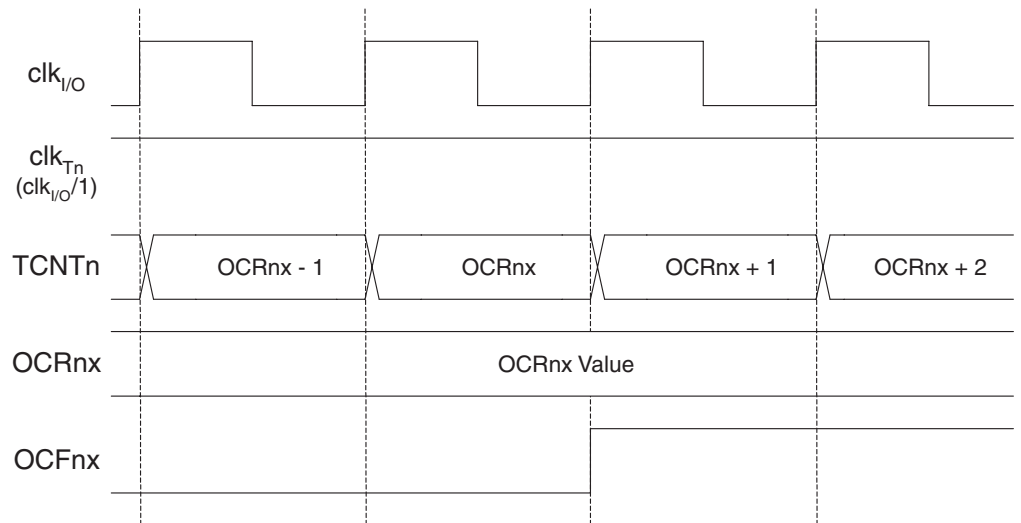 clkI/O
clkTn
(clkI/O/1)
TCNTn
OCRnx - 1
OCRnx
OCRnx + 1
OCRnx + 2
OCRnx
OCRnx Value
OCFnx